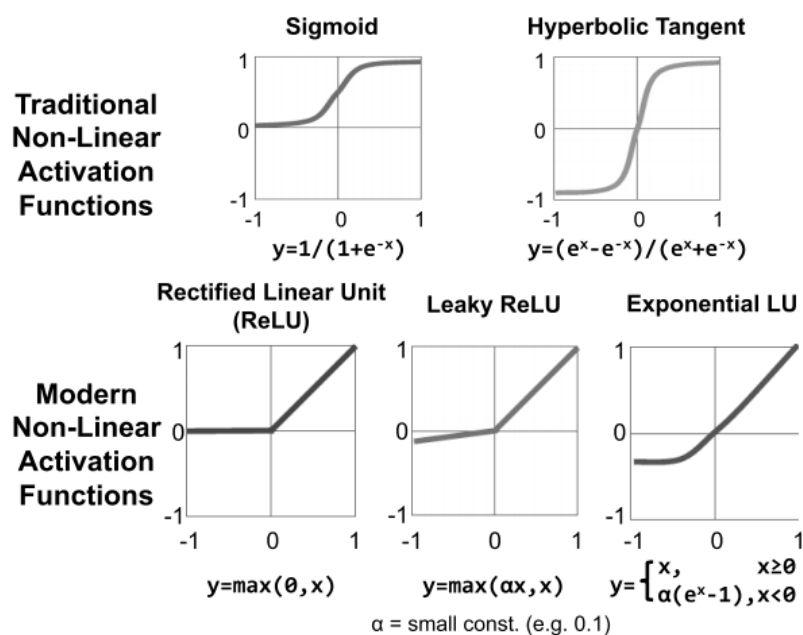 Sigmoid
Hyperbolic Tangent
Traditional
Non-Linear
Activation
Functions
1
0
-1
-1 0 1
y=1/(1+e⁻ˣ)
1
0
-1
-1 0 1
y=(eˣ-e⁻ˣ)/(eˣ+e⁻ˣ)
Rectified Linear Unit
(ReLU)
Leaky ReLU
Exponential LU
Modern
Non-Linear
Activation
Functions
1
0
-1
-1 0 1
y=max(0,x)
1
0
-1
-1 0 1
y=max(αx,x)
1
0
-1
-1 0 1
y={x, x≥0
α(eˣ-1),x<0
α = small const. (e.g. 0.1)